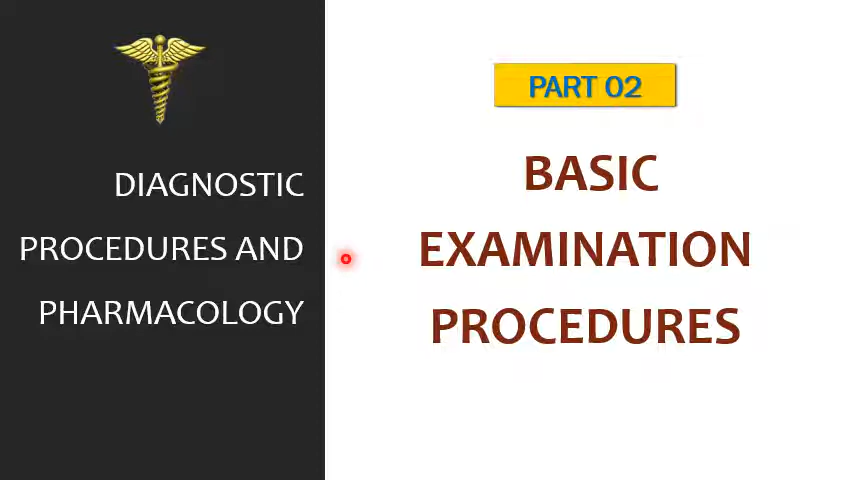 DIAGNOSTIC
PROCEDURES AND
PHARMACOLOGY
PART 02
BASIC
EXAMINATION
PROCEDURES